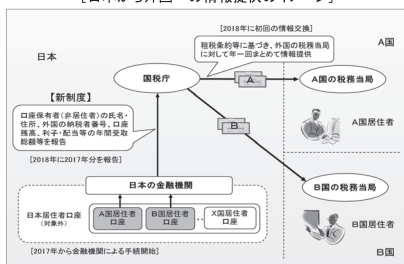 [日本から外国への情報提供のイメージ]
日本
A国
[2018年に初回の情報交換]
租税条約等に基づき、外国の税務当局
に対して年一回まとめて情報提供
国税庁
A
A国の税務当局
【新制度】
口座保有者(非居住者)の氏名・
住所、外国の納税者番号、口座
残高、利子・配当等の年間受取
総額等を報告
A国居住者
B
[2018年に2017年分を報告]
日本の金融機関
B国の税務当局
日本居住者口座
(対象外)
A国居住者
口座
B国居住者
口座
X国居住者
口座
B国居住者
[2017年から金融機関による手続開始]
B国